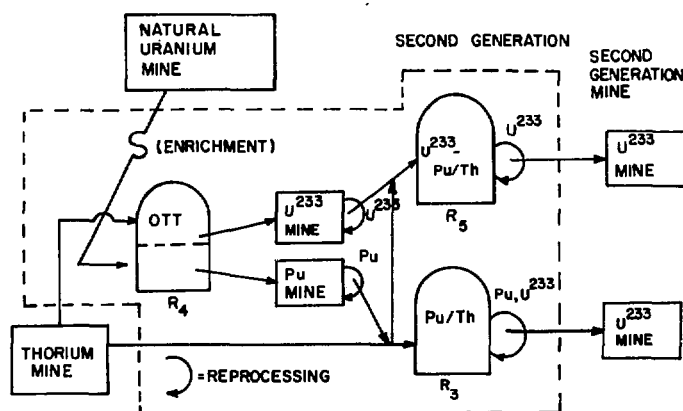 NATURAL
URANIUM
MINE
SECOND GENERATION
SECOND
GENERATION
MINE
(ENRICHMENT)
OTT
R4
U233
MINE
U233
Pu
MINE
Pu
U233-
Pu/Th
R5
U233
U233
MINE
Pu/Th
R3
Pu, U233
U233
MINE
THORIUM
MINE
=REPROCESSING